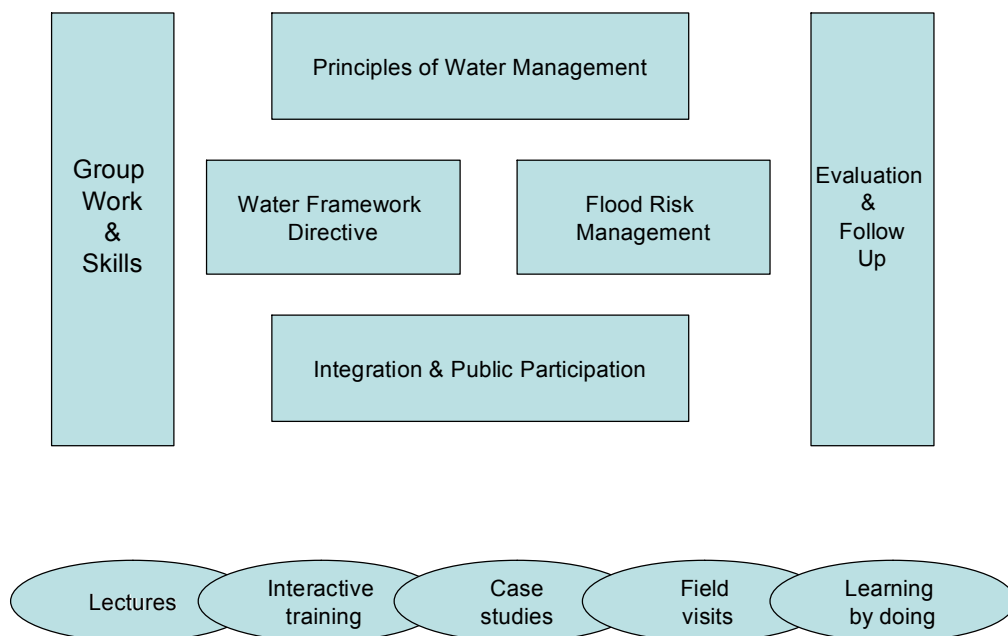 Principles of Water Management
Group
Work
&
Skills
Water Framework
Directive
Flood Risk
Management
Evaluation
&
Follow
Up
Integration & Public Participation
Lectures
Interactive
training
Case
studies
Field
visits
Learning
by doing